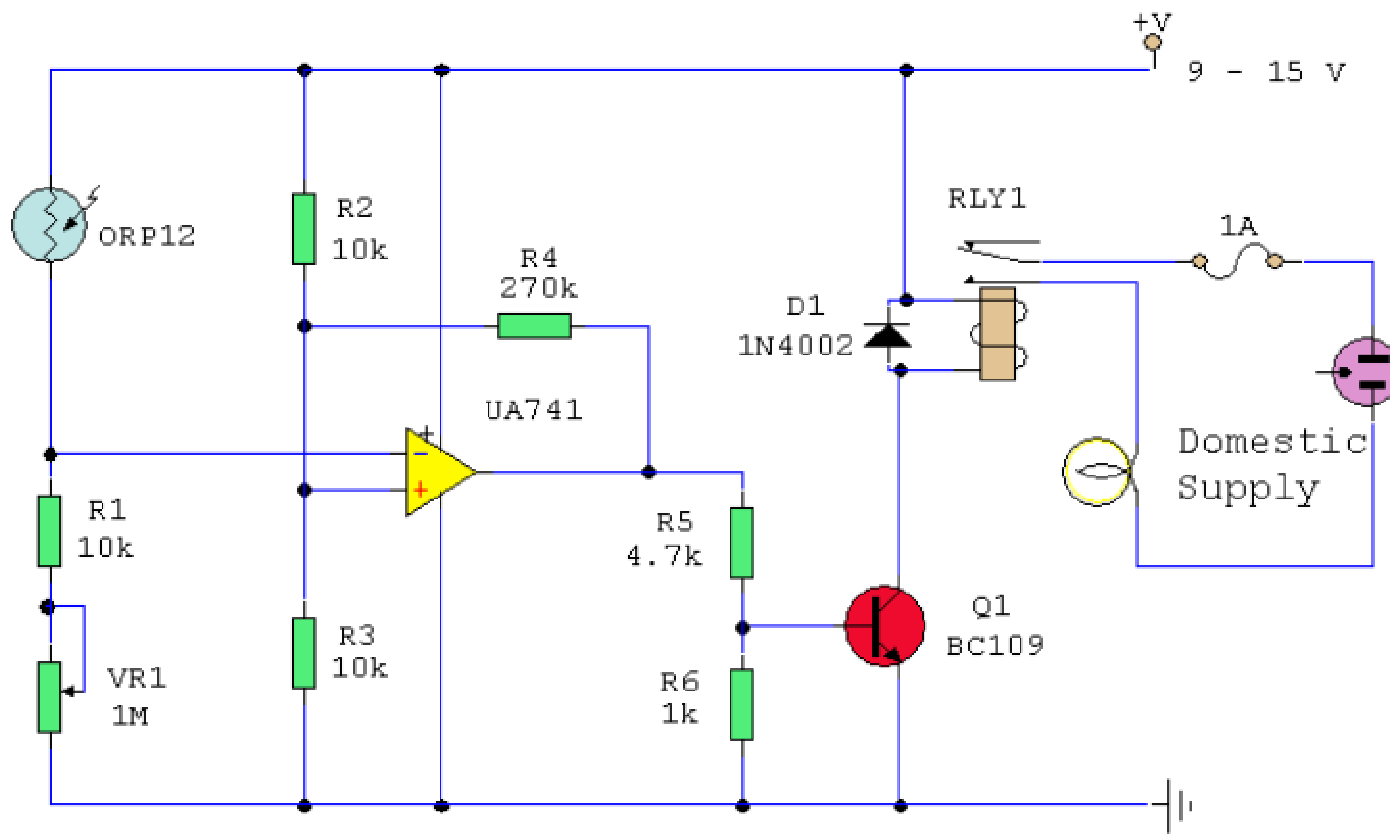 +V
9 - 15 V
ORP12
R2
10k
R4
270k
RLY1
1A
D1
1N4002
UA741
+
-
+
Domestic
Supply
R1
10k
R5
4.7k
Q1
BC109
R3
10k
VR1
1M
R6
1k